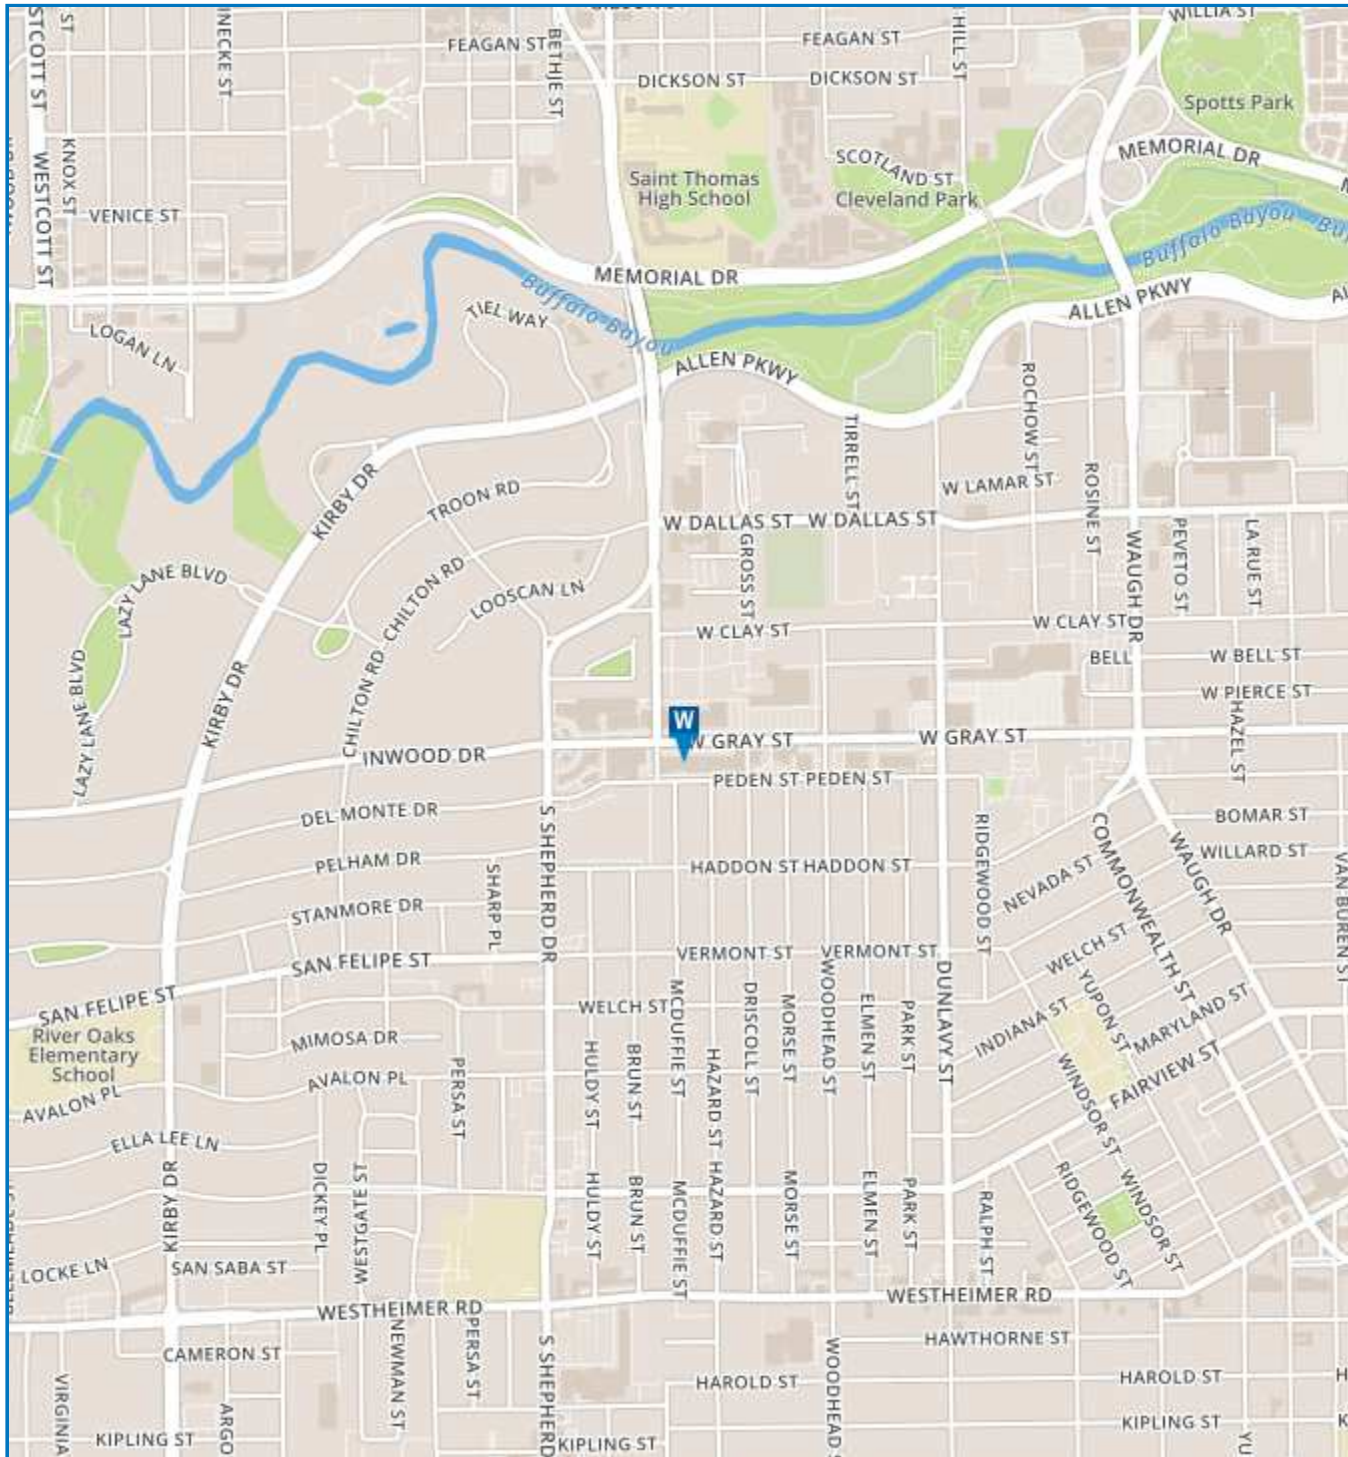 WILLIA ST
STCOTT ST
ST
NECKE ST
FEAGAN ST
BETHJE ST
FEAGAN ST
HILL ST
DICKSON ST
DICKSON ST
Spotts Park
KNOX ST
WESTCOTT ST
VENICE ST
Saint Thomas
High School
SCOTLAND ST
Cleveland Park
MEMORIAL DR
MEMORIAL DR
Buffalo Bayou
Buffalo Bayou
TIEL WAY
ALLEN PKWY
LOGAN LN
ALLEN PKWY
ROCHOW ST
TIRRELL ST
KIRBY DR
TROON RD
W LAMAR ST
ROSINE ST
W DALLAS ST
W DALLAS ST
GROSS ST
WAUGH DR
PEVETO ST
LA RUE ST
LAZY LANE BLVD
CHILTON RD
LOOSCAN LN
W CLAY ST
W CLAY ST
BELL
W BELL ST
LAZY LANE BLVD
KIRBY DR
CHILTON RD
W PIERCE ST
HAZEL ST
W
W GRAY ST
W GRAY ST
INWOOD DR
PEDEN ST
PEDEN ST
DEL MONTE DR
S SHEPHERD DR
RIDGEWOOD ST
COMMONWEALTH ST
WAUGH DR
BOMAR ST
PELHAM DR
SHARP PL
HADDON ST
HADDON ST
NEVADA ST
WILLARD ST
VAN BUREN ST
STANMORE DR
SAN FELIPE ST
VERMONT ST
VERMONT ST
WELCH ST
SAN FELIPE ST
WELCH ST
MCDUFFIE ST
DRISCOLL ST
MORSE ST
WOODHEAD ST
ELMEN ST
PARK ST
DUNLAVY ST
INDIANA ST
YUPON ST
MARYLAND ST
River Oaks
Elementary
School
MIMOSA DR
AVALON PL
AVALON PL
PERSA ST
HULDY ST
BRUN ST
HAZARD ST
WINDSOR ST
FAIRVIEW ST
ELLA LEE LN
KIRBY DR
DICKEY PL
WESTGATE ST
HULDY ST
BRUN ST
MCDUFFIE ST
HAZARD ST
MORSE ST
ELMEN ST
PARK ST
RALPH ST
RIDGEWOOD ST
WINDSOR ST
LOCKE LN
SAN SABA ST
WESTHEIMER RD
WESTHEIMER RD
CAMERON ST
NEWMAN ST
PERSA ST
S SHEPHERD
HAWTHORNE ST
WOODHEAD S
VIRGINIA
ARGO
HAROLD ST
HAROLD ST
H
KIPLING ST
KIPLING ST
KIPLING ST
K
YU